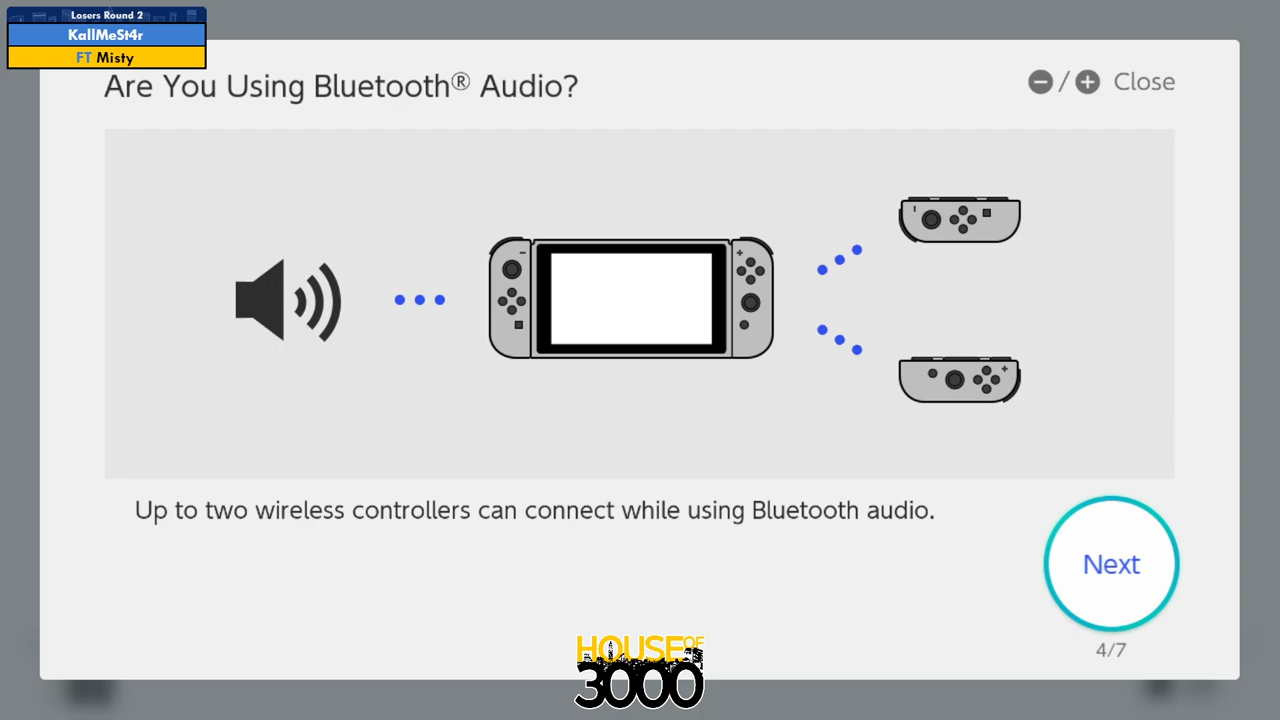 Losers Round 2
KallMeSt4r
FT Misty
Are You Using Bluetooth® Audio?
−/+ Close
Up to two wireless controllers can connect while using Bluetooth audio.
Next
4/7
HOUSE OF
3000